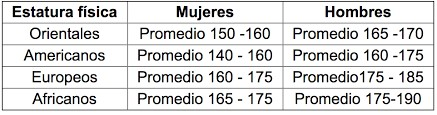 Estatura física Mujeres Hombres
Orientales Promedio 150 -160 Promedio 165 -170
Americanos Promedio 140 - 160 Promedio 160 -175
Europeos Promedio 160 - 175 Promedio175 - 185
Africanos Promedio 165 - 175 Promedio 175-190